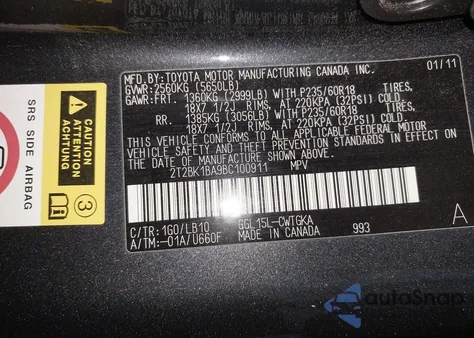 MFD. BY: TOYOTA MOTOR MANUFACTURING CANADA INC. 01/11
GVWR: 2560KG (5650LB)
GAWR: FRT. 1360KG (2999LB) WITH P235/60R18 TIRES,
18X7 1/2J RIMS, AT 220KPA (32PSI) COLD
RR. 1385KG (3056LB) WITH P235/60R18 TIRES,
18X7 1/2J RIMS, AT 220KPA (32PSI) COLD
THIS VEHICLE CONFORMS TO ALL APPLICABLE FEDERAL MOTOR
VEHICLE SAFETY AND THEFT PREVENTION STANDARDS IN EFFECT ON
THE DATE OF MANUFACTURE SHOWN ABOVE.
2T2BK1BA9BC100911 MPV
C/TR: 1G0/LB10 GGL15L-CWTGKA A
A/TM: -01A/U660F MADE IN CANADA 993
SRS SIDE AIRBAG
CAUTION
ATTENTION
ACHTUNG
i
3
autoSnap